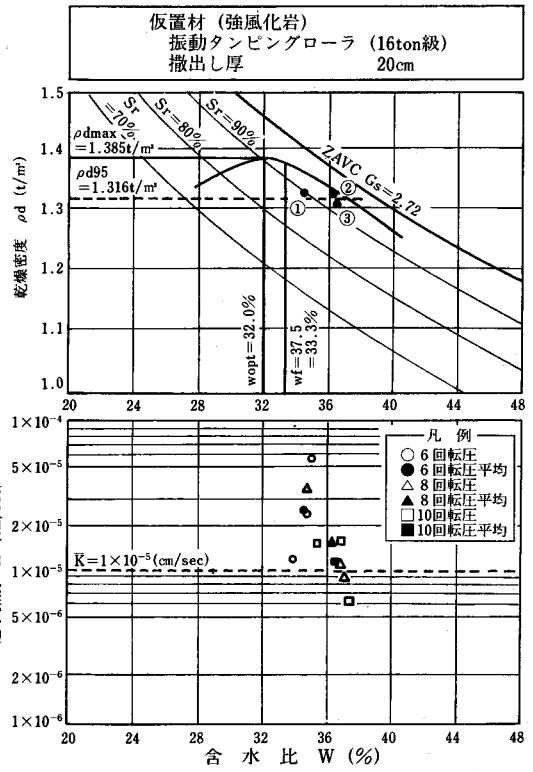 仮置材 (強風化岩)
振動タンピングローラ (16ton級)
撒出し厚 20cm
1.5
1.4
1.3
1.2
1.1
1.0
乾燥密度 ρd (t/m³)
Sr=70%
Sr=80%
Sr=90%
ZAVC Gs=2.72
ρdmax
=1.385t/m³
ρd95
=1.316t/m³
①
②
③
wopt=32.0%
wf=37.5
=33.3%
20 24 28 32 36 40 44 48
凡例
○ 6回転圧
● 6回転圧平均
△ 8回転圧
▲ 8回転圧平均
□ 10回転圧
■ 10回転圧平均
1×10⁻⁴
5×10⁻⁵
2×10⁻⁵
1×10⁻⁵
5×10⁻⁶
2×10⁻⁶
1×10⁻⁶
K̄=1×10⁻⁵(cm/sec)
20 24 28 32 36 40 44 48
含水比 W (%)